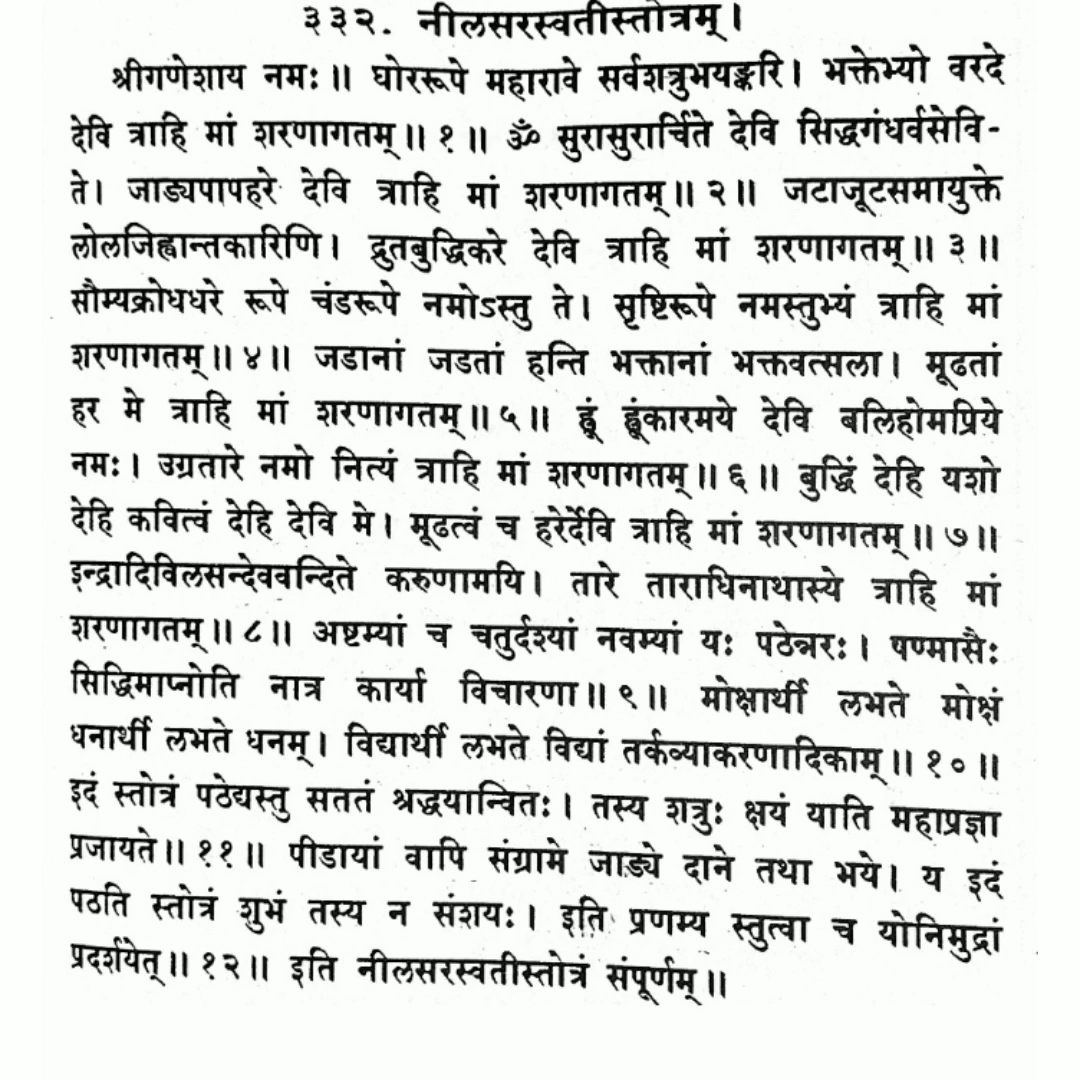 ३३२. नीलसरस्वतीस्तोत्रम् ।
श्रीगणेशाय नमः ॥ घोररूपे महारावे सर्वशत्रुभयङ्करि । भक्तेभ्यो वरदे
देवि त्राहि मां शरणागतम् ॥ १ ॥ ॐ सुरासुरार्चिते देवि सिद्धगंधर्वसेवि-
ते । जाड्यपापहरे देवि त्राहि मां शरणागतम् ॥ २ ॥ जटाजूटसमायुक्ते
लोलजिह्वान्तकारिणि । द्रुतबुद्धिकरे देवि त्राहि मां शरणागतम् ॥ ३ ॥
सौम्यक्रोधधरे रूपे चंडरूपे नमोऽस्तु ते । सृष्टिरूपे नमस्तुभ्यं त्राहि मां
शरणागतम् ॥ ४ ॥ जडानां जडतां हन्ति भक्तानां भक्तवत्सला । मूढतां
हर मे त्राहि मां शरणागतम् ॥ ५ ॥ ह्रूं ह्रूंकारमये देवि बलिहोमप्रिये
नमः । उग्रतारे नमो नित्यं त्राहि मां शरणागतम् ॥ ६ ॥ बुद्धिं देहि यशो
देहि कवित्वं देहि देवि मे । मूढत्वं च हरेर्देवि त्राहि मां शरणागतम् ॥ ७ ॥
इन्द्रादिविलसन्देववन्दिते करुणामयि । तारे ताराधिनाथास्ये त्राहि मां
शरणागतम् ॥ ८ ॥ अष्टम्यां च चतुर्दश्यां नवम्यां यः पठेन्नरः । षण्मासैः
सिद्धिमाप्नोति नात्र कार्या विचारणा ॥ ९ ॥ मोक्षार्थी लभते मोक्षं
धनार्थी लभते धनम् । विद्यार्थी लभते विद्यां तर्कव्याकरणादिकाम् ॥ १० ॥
इदं स्तोत्रं पठेद्यस्तु सततं श्रद्धयान्वितः । तस्य शत्रुः क्षयं याति महाप्रज्ञा
प्रजायते ॥ ११ ॥ पीडायां वापि संग्रामे जाड्ये दाने तथा भये । य इदं
पठति स्तोत्रं शुभं तस्य न संशयः । इति प्रणम्य स्तुत्वा च योनिमुद्रां
प्रदर्शयेत् ॥ १२ ॥ इति नीलसरस्वतीस्तोत्रं संपूर्णम् ॥